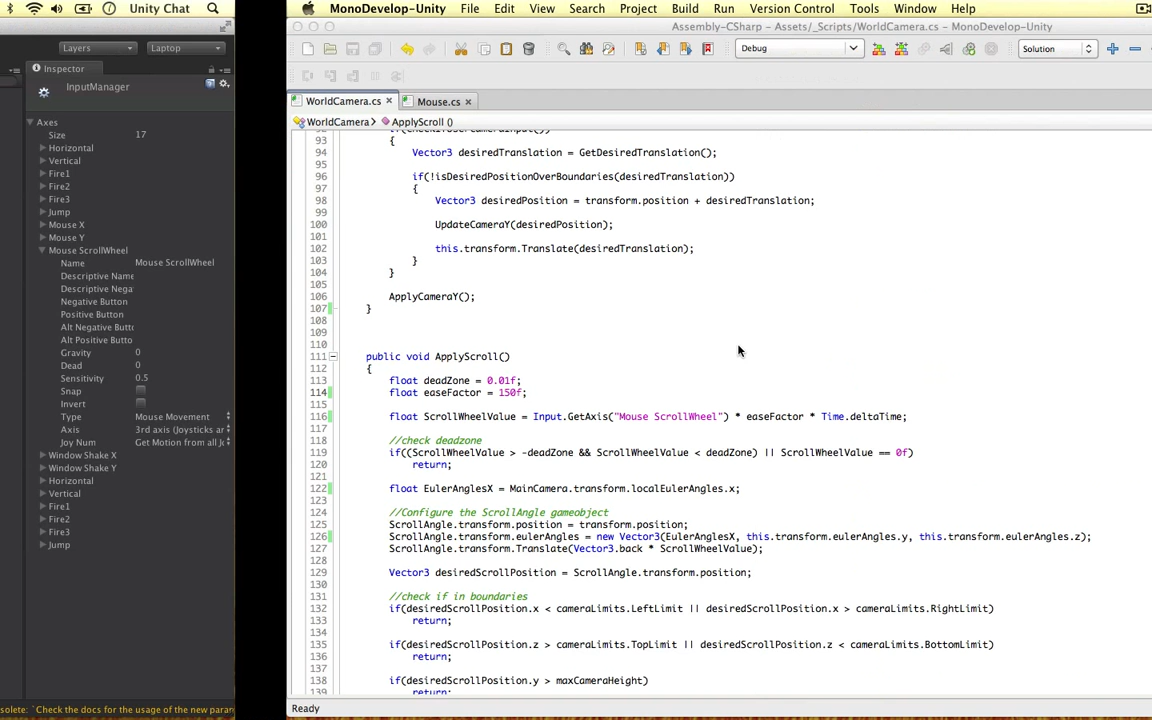 Unity Chat
MonoDevelop-Unity File Edit View Search Project Build Run Version Control Tools Window Help
Assembly-CSharp – Assets/_Scripts/WorldCamera.cs – MonoDevelop-Unity
Layers Laptop
Debug Solution
Inspector
InputManager
WorldCamera.cs Mouse.cs
WorldCamera ApplyScroll ()
Axes
Size 17
Horizontal
Vertical
Fire1
Fire2
Fire3
Jump
Mouse X
Mouse Y
Mouse ScrollWheel
Name Mouse ScrollWheel
Descriptive Name
Descriptive Nega
Negative Button
Positive Button
Alt Negative Butto
Alt Positive Butto
Gravity 0
Dead 0
Sensitivity 0.5
Snap
Invert
Type Mouse Movement
Axis 3rd axis (Joysticks ar
Joy Num Get Motion from all J
Window Shake X
Window Shake Y
Horizontal
Vertical
Fire1
Fire2
Fire3
Jump
solete: `Check the docs for the usage of the new paran
93 {
94 Vector3 desiredTranslation = GetDesiredTranslation();
95
96 if(!isDesiredPositionOverBoundaries(desiredTranslation))
97 {
98 Vector3 desiredPosition = transform.position + desiredTranslation;
99
100 UpdateCameraY(desiredPosition);
101
102 this.transform.Translate(desiredTranslation);
103 }
104 }
105
106 ApplyCameraY();
107 }
108
109
110
111 public void ApplyScroll()
112 {
113 float deadZone = 0.01f;
114 float easeFactor = 150f;
115
116 float ScrollWheelValue = Input.GetAxis("Mouse ScrollWheel") * easeFactor * Time.deltaTime;
117
118 //check deadzone
119 if((ScrollWheelValue > -deadZone && ScrollWheelValue < deadZone) || ScrollWheelValue == 0f)
120 return;
121
122 float EulerAnglesX = MainCamera.transform.localEulerAngles.x;
123
124 //Configure the ScrollAngle gameobject
125 ScrollAngle.transform.position = transform.position;
126 ScrollAngle.transform.eulerAngles = new Vector3(EulerAnglesX, this.transform.eulerAngles.y, this.transform.eulerAngles.z);
127 ScrollAngle.transform.Translate(Vector3.back * ScrollWheelValue);
128
129 Vector3 desiredScrollPosition = ScrollAngle.transform.position;
130
131 //check if in boundaries
132 if(desiredScrollPosition.x < cameraLimits.LeftLimit || desiredScrollPosition.x > cameraLimits.RightLimit)
133 return;
134
135 if(desiredScrollPosition.z > cameraLimits.TopLimit || desiredScrollPosition.z < cameraLimits.BottomLimit)
136 return;
137
138 if(desiredScrollPosition.y > maxCameraHeight)
139 return;
Ready